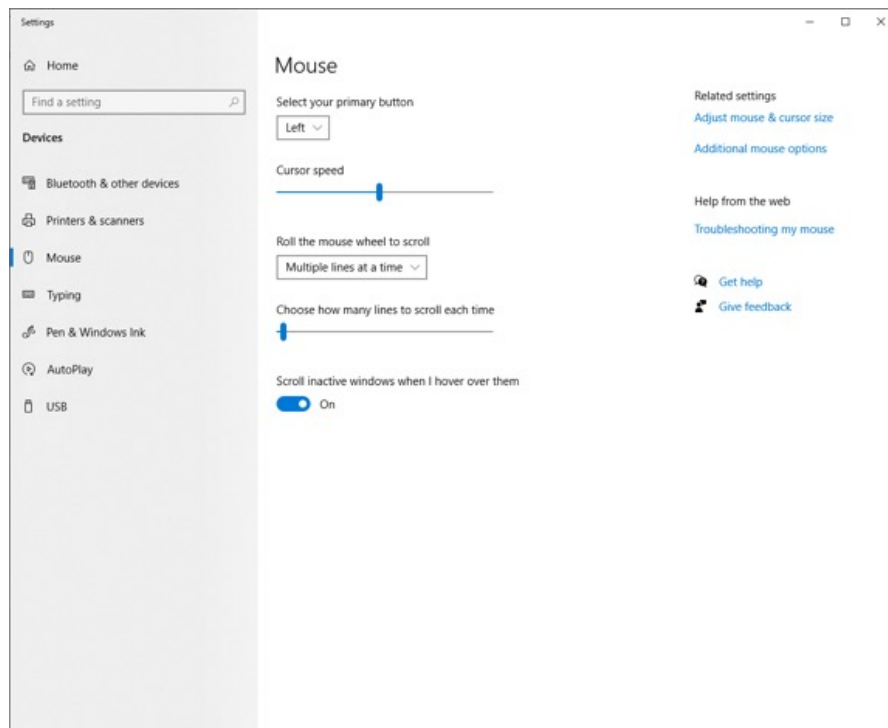 Settings
Home
Find a setting
Devices
Bluetooth & other devices
Printers & scanners
Mouse
Typing
Pen & Windows Ink
AutoPlay
USB
Mouse
Select your primary button
Left
Cursor speed
Roll the mouse wheel to scroll
Multiple lines at a time
Choose how many lines to scroll each time
Scroll inactive windows when I hover over them
On
Related settings
Adjust mouse & cursor size
Additional mouse options
Help from the web
Troubleshooting my mouse
Get help
Give feedback